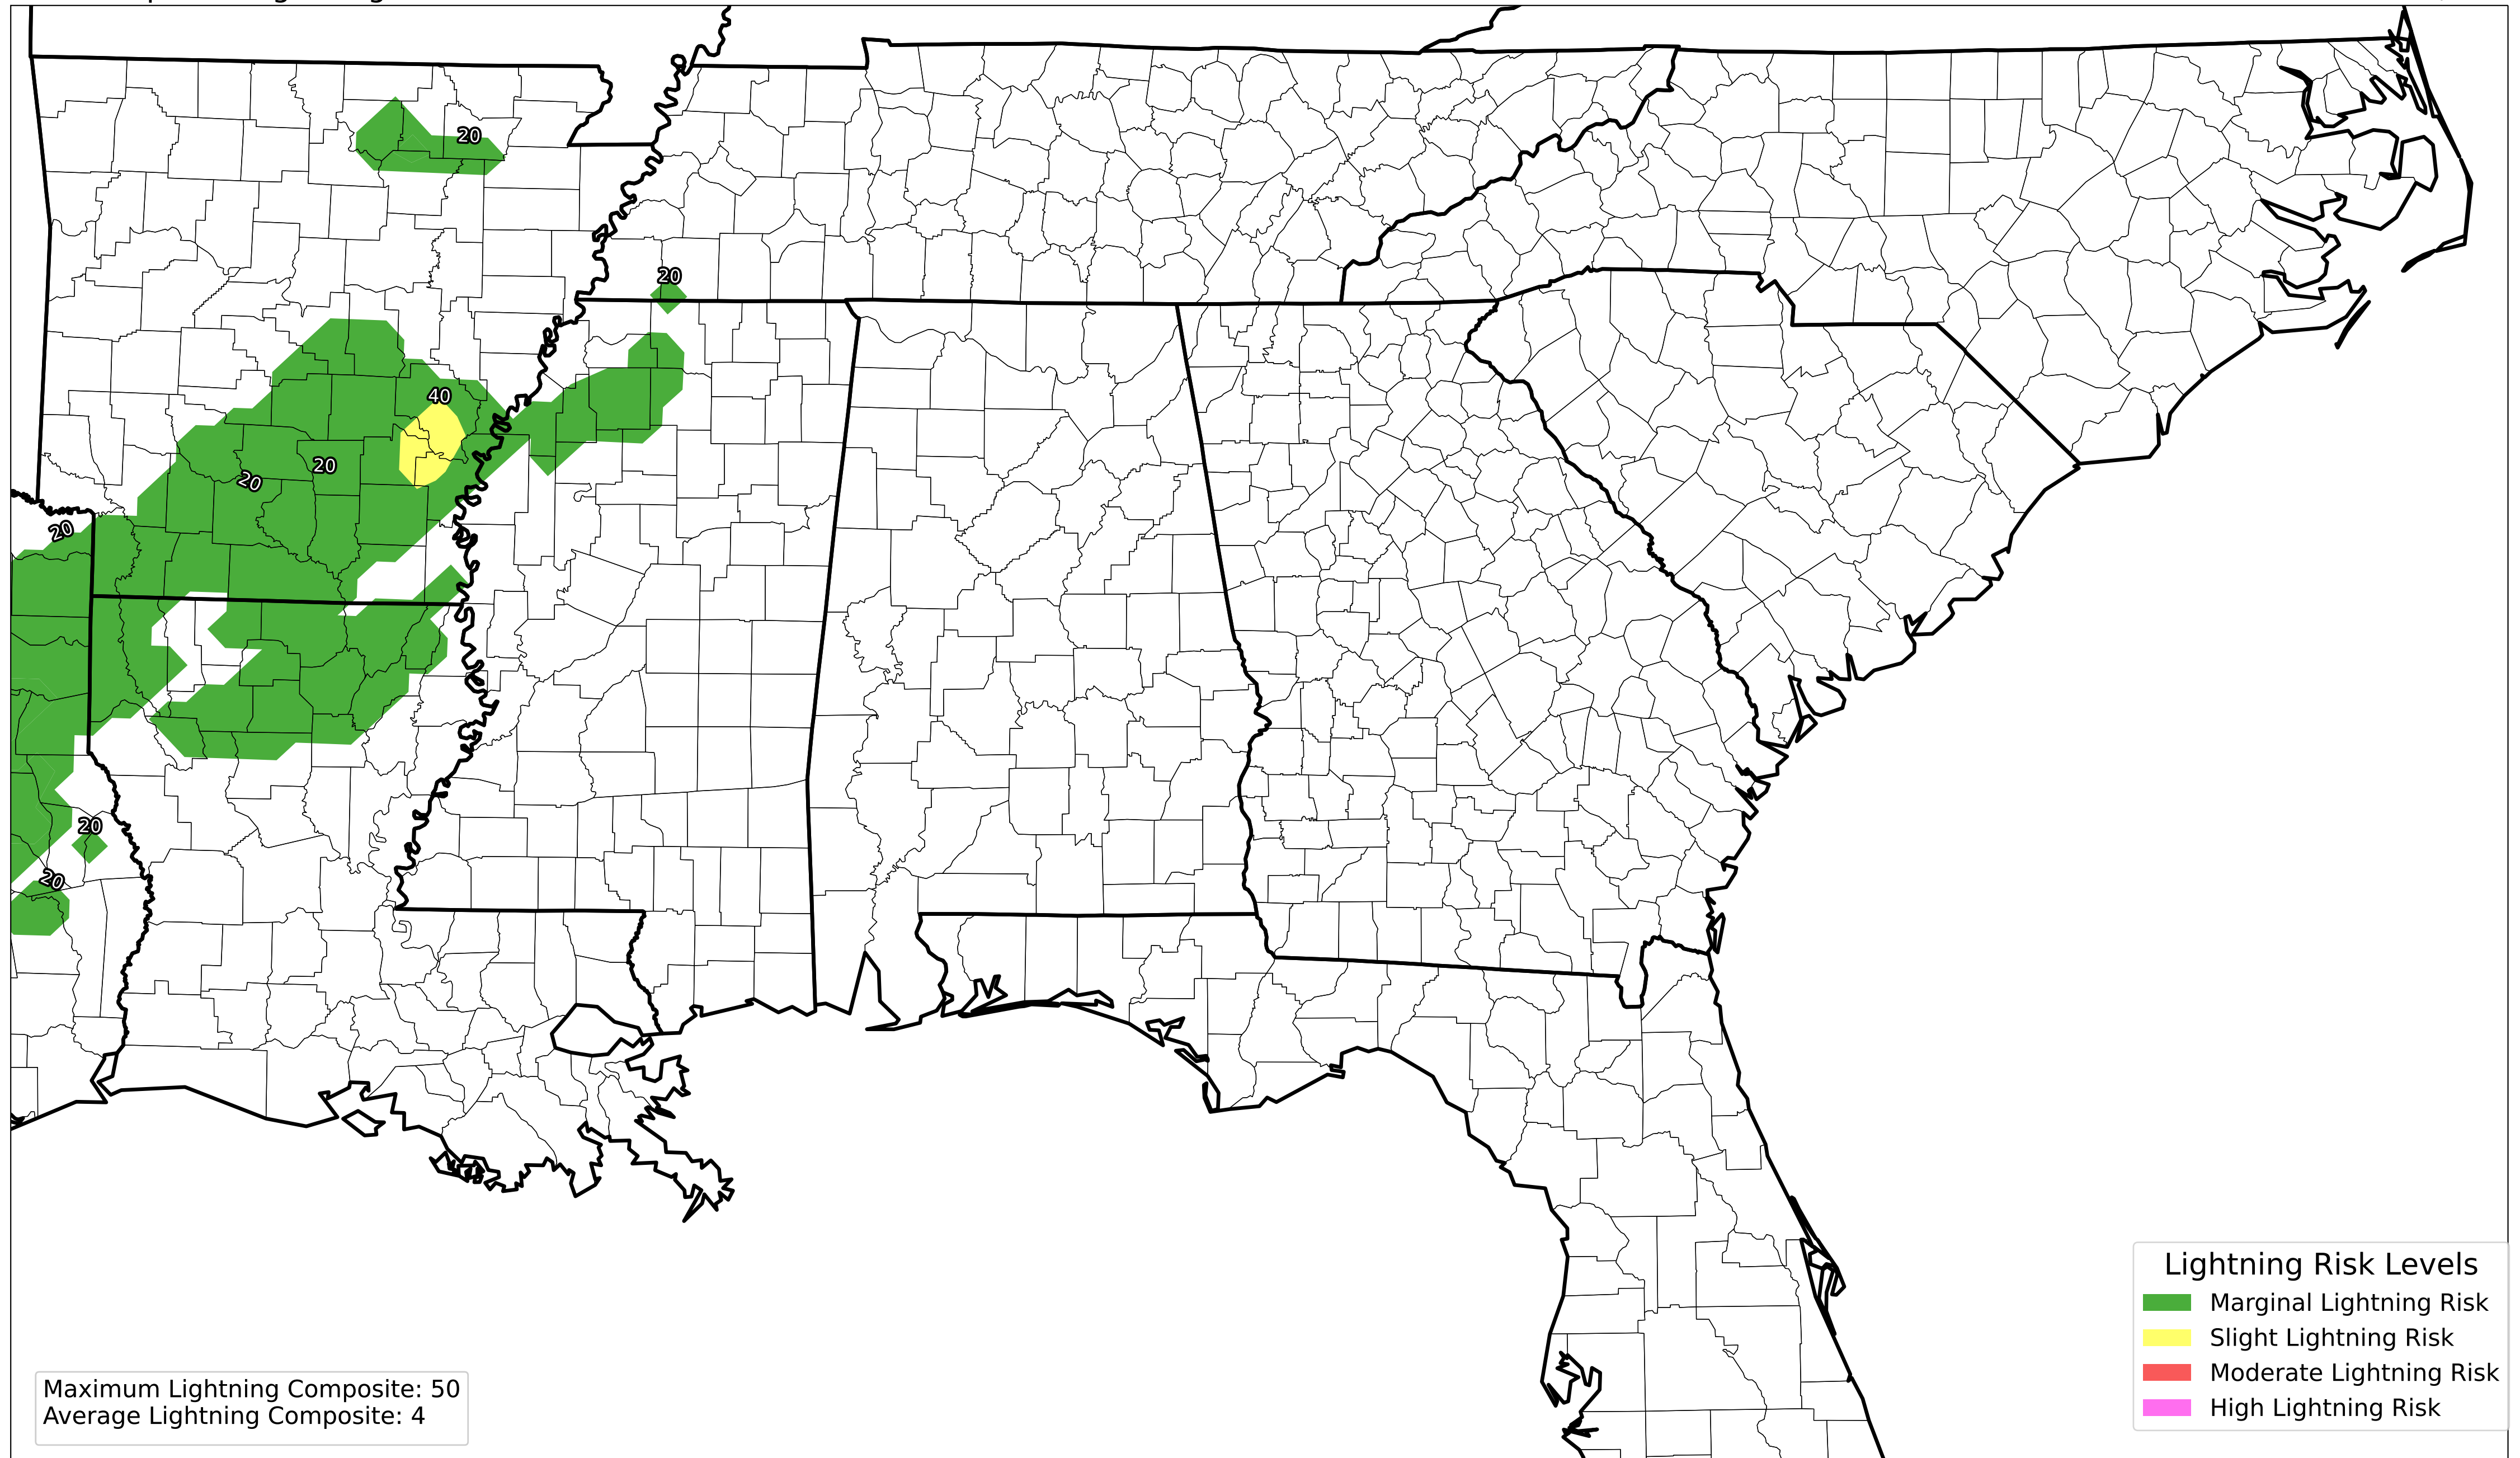 20
20
40
20
20
20
20
20
Lightning Risk Levels
Marginal Lightning Risk
Slight Lightning Risk
Moderate Lightning Risk
High Lightning Risk
Maximum Lightning Composite: 50
Average Lightning Composite: 4